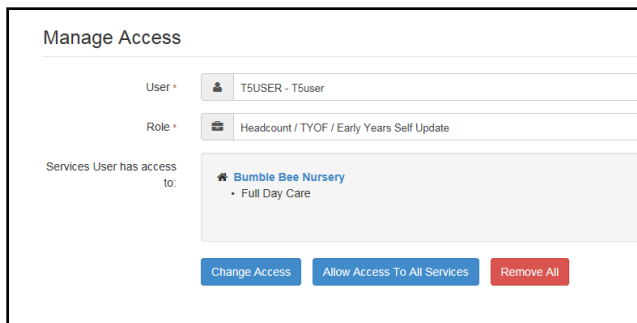 Manage Access
User *
T5USER - T5user
Role *
Headcount / TYOF / Early Years Self Update
Services User has access
to:
Bumble Bee Nursery
• Full Day Care
Change Access
Allow Access To All Services
Remove All